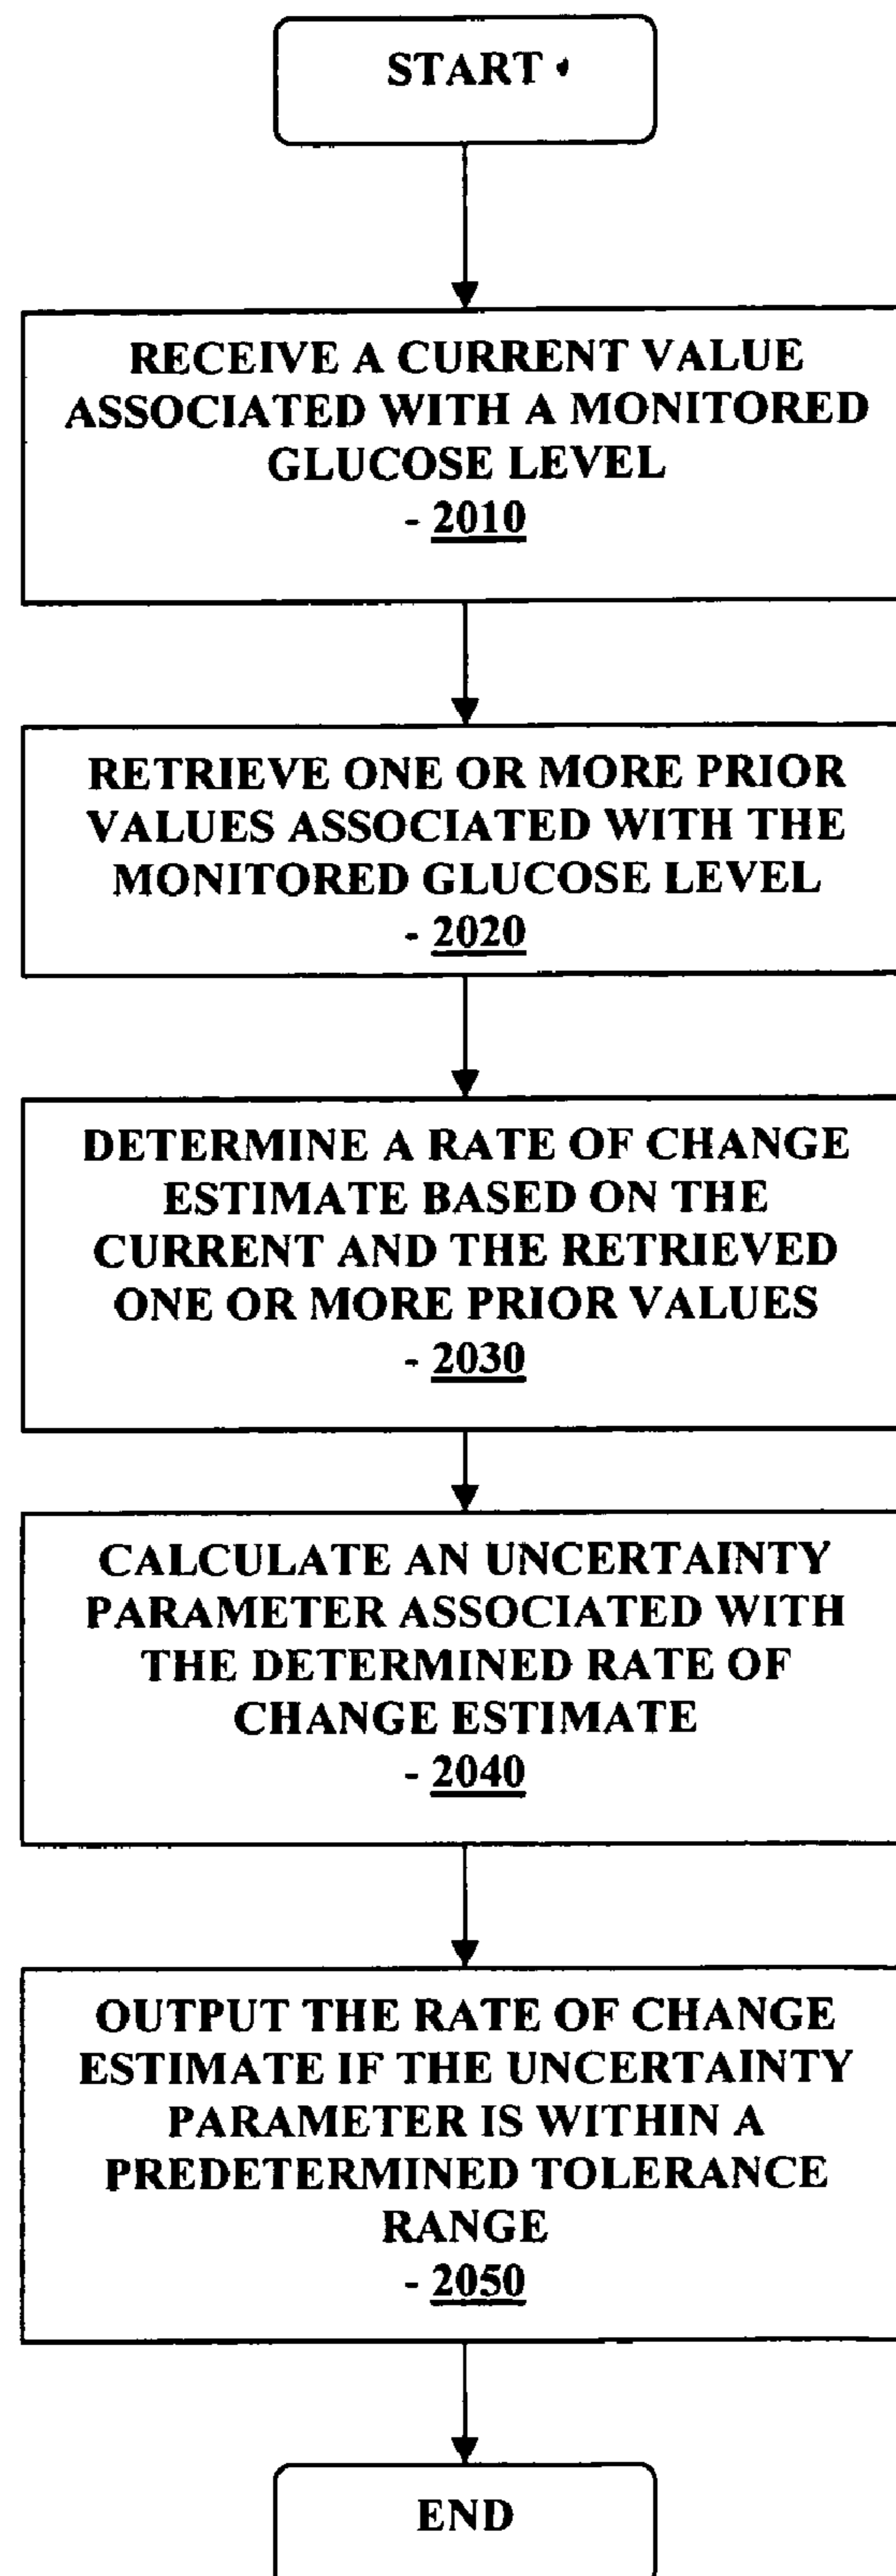 START
RECEIVE A CURRENT VALUE
ASSOCIATED WITH A MONITORED
GLUCOSE LEVEL
- 2010
RETRIEVE ONE OR MORE PRIOR
VALUES ASSOCIATED WITH THE
MONITORED GLUCOSE LEVEL
- 2020
DETERMINE A RATE OF CHANGE
ESTIMATE BASED ON THE
CURRENT AND THE RETRIEVED
ONE OR MORE PRIOR VALUES
- 2030
CALCULATE AN UNCERTAINTY
PARAMETER ASSOCIATED WITH
THE DETERMINED RATE OF
CHANGE ESTIMATE
- 2040
OUTPUT THE RATE OF CHANGE
ESTIMATE IF THE UNCERTAINTY
PARAMETER IS WITHIN A
PREDETERMINED TOLERANCE
RANGE
- 2050
END